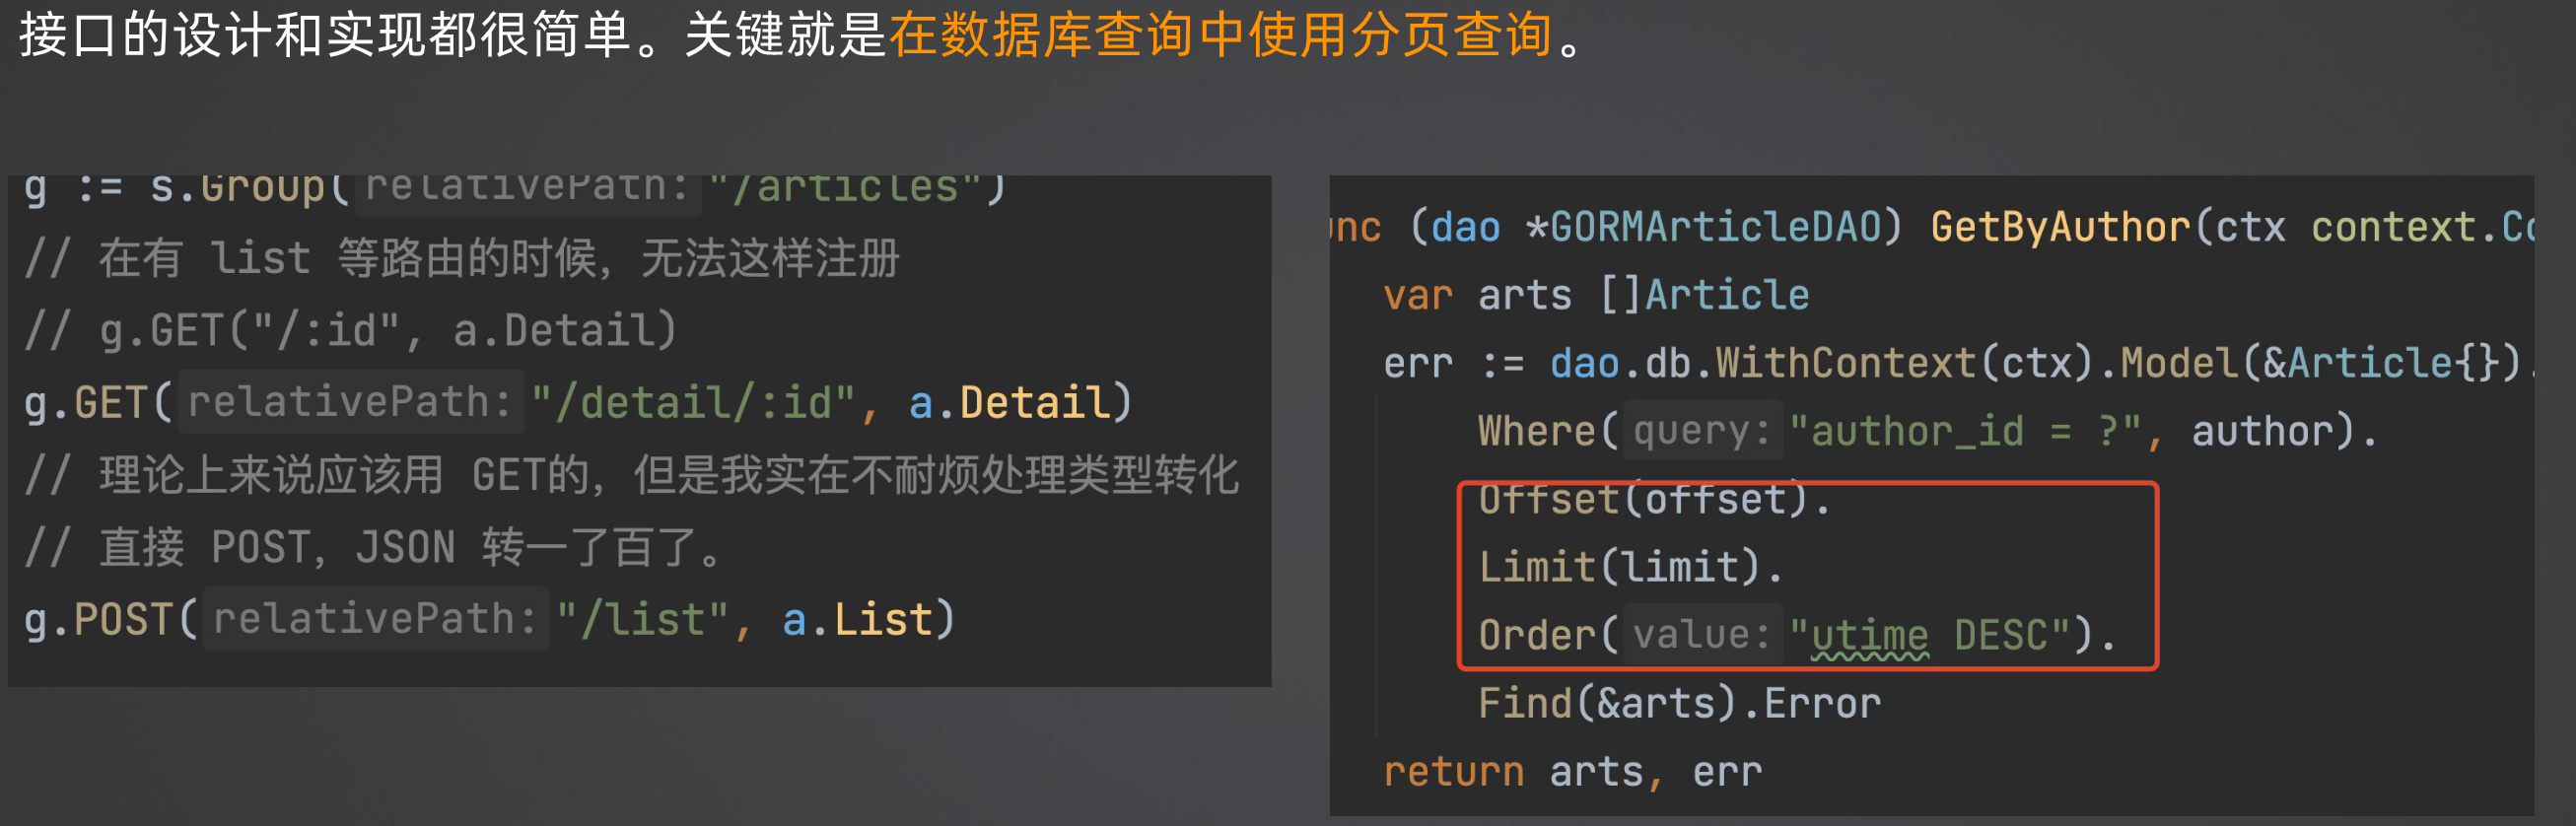 接口的设计和实现都很简单。关键就是在数据库查询中使用分页查询。
g := s.Group(relativePath:"/articles")
// 在有 list 等路由的时候，无法这样注册
// g.GET("/:id", a.Detail)
g.GET(relativePath:"/detail/:id", a.Detail)
// 理论上来说应该用 GET的，但是我实在不耐烦处理类型转化
// 直接 POST，JSON 转一了百了。
g.POST(relativePath:"/list", a.List)
unc (dao *GORMArticleDAO) GetByAuthor(ctx context.Co
var arts []Article
err := dao.db.WithContext(ctx).Model(&Article{}).
Where(query:"author_id = ?", author).
Offset(offset).
Limit(limit).
Order(value:"utime DESC").
Find(&arts).Error
return arts, err